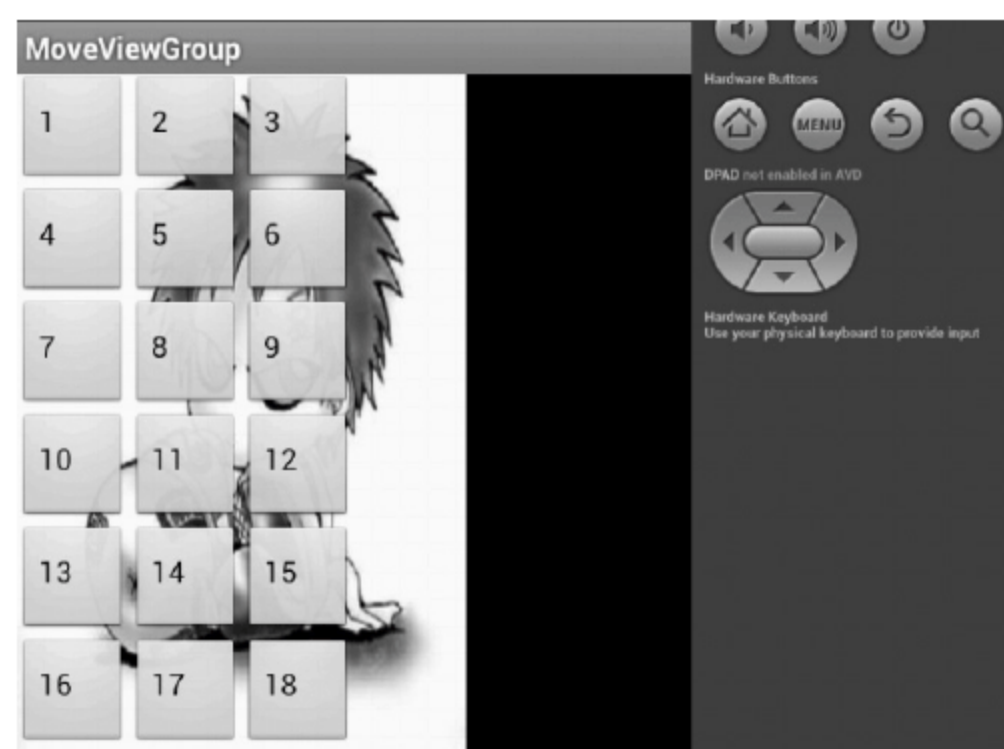 MoveViewGroup
1 2 3
4 5 6
7 8 9
10 11 12
13 14 15
16 17 18
Hardware Buttons
MENU
DPAD not enabled in AVD
Hardware Keyboard
Use your physical keyboard to provide input